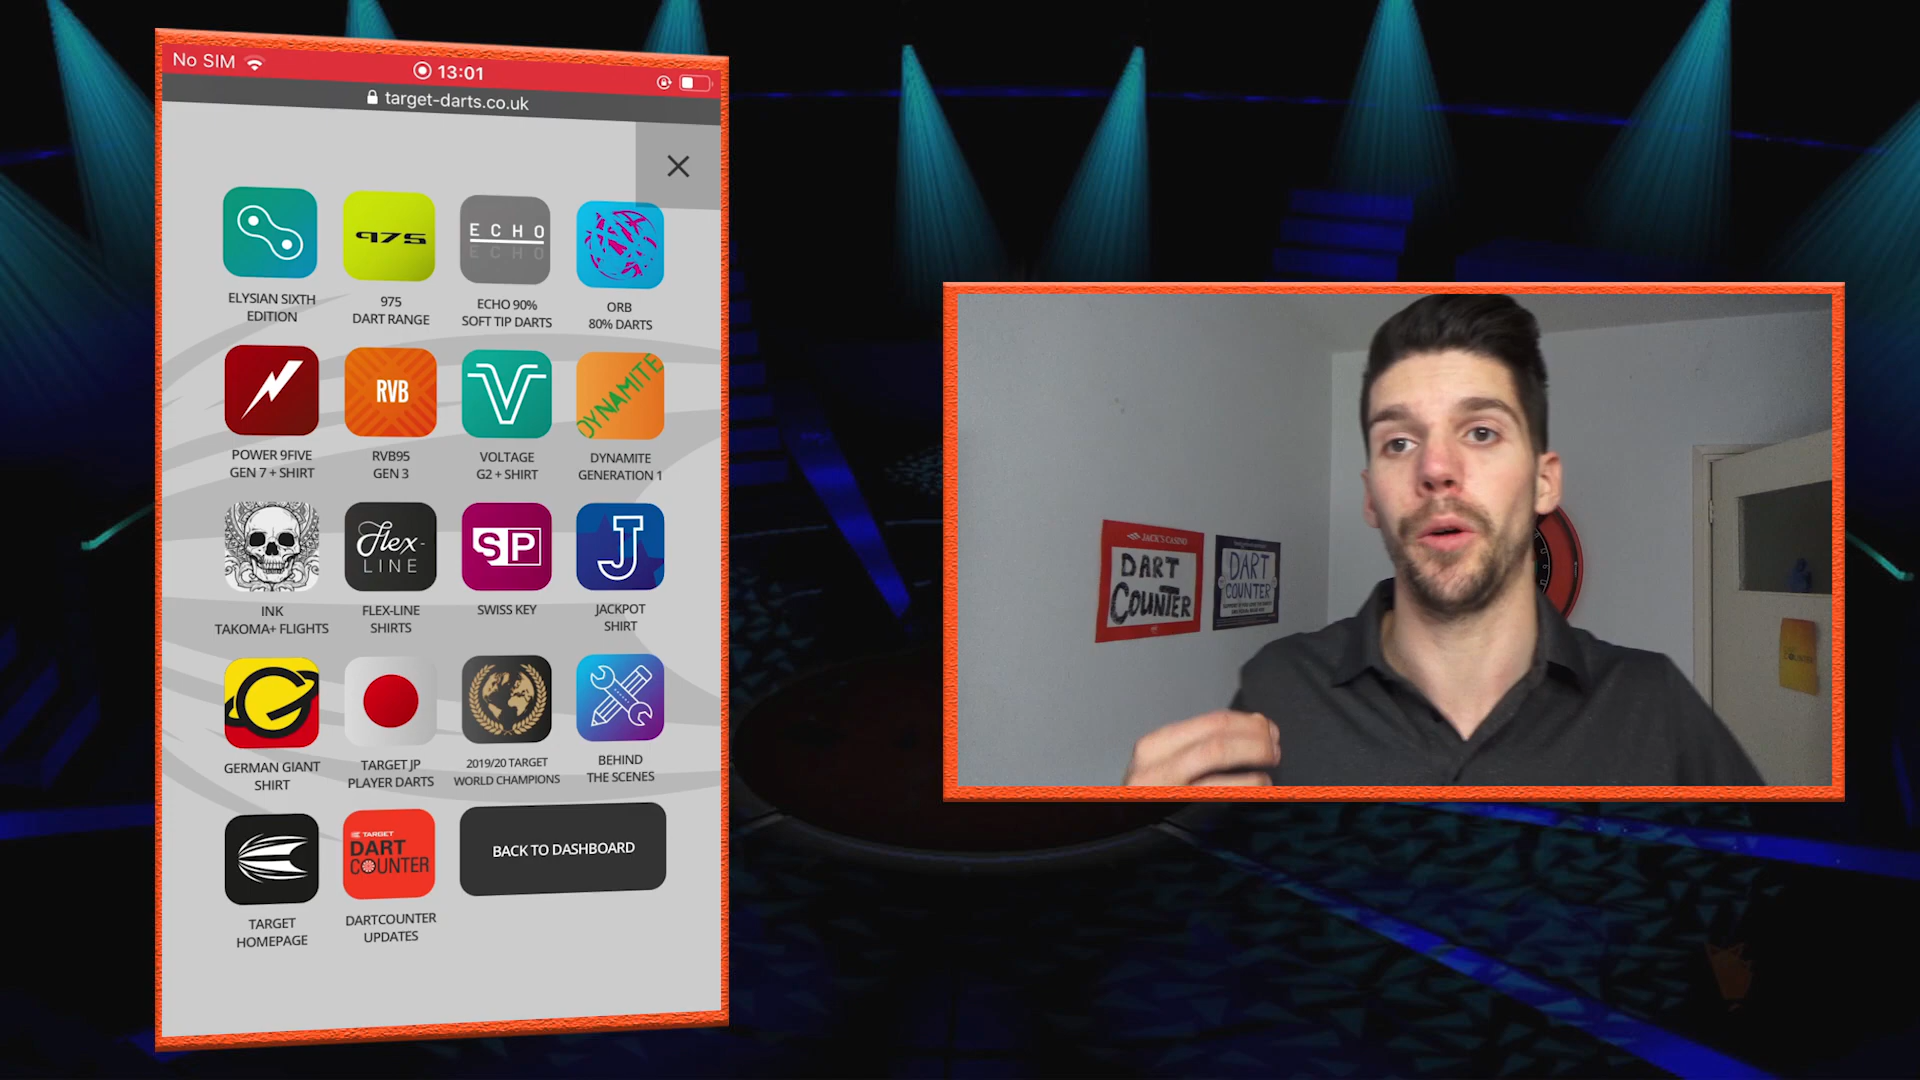 No SIM
13:01
target-darts.co.uk
975
ECHO
ECHO
ELYSIAN SIXTH
EDITION
975
DART RANGE
ECHO 90%
SOFT TIP DARTS
ORB
80% DARTS
RVB
V
DYNAMITE
POWER 9FIVE
GEN 7 + SHIRT
RVB95
GEN 3
VOLTAGE
G2 + SHIRT
DYNAMITE
GENERATION 1
flex-
LINE
SP
J
INK
TAKOMA+ FLIGHTS
FLEX-LINE
SHIRTS
SWISS KEY
JACKPOT
SHIRT
G
GERMAN GIANT
SHIRT
TARGET JP
PLAYER DARTS
2019/20 TARGET
WORLD CHAMPIONS
BEHIND
THE SCENES
TARGET
DART
COUNTER
BACK TO DASHBOARD
TARGET
HOMEPAGE
DARTCOUNTER
UPDATES
JACK'S CASINO
DART
COUNTER
DART
COUNTER
COUNTER